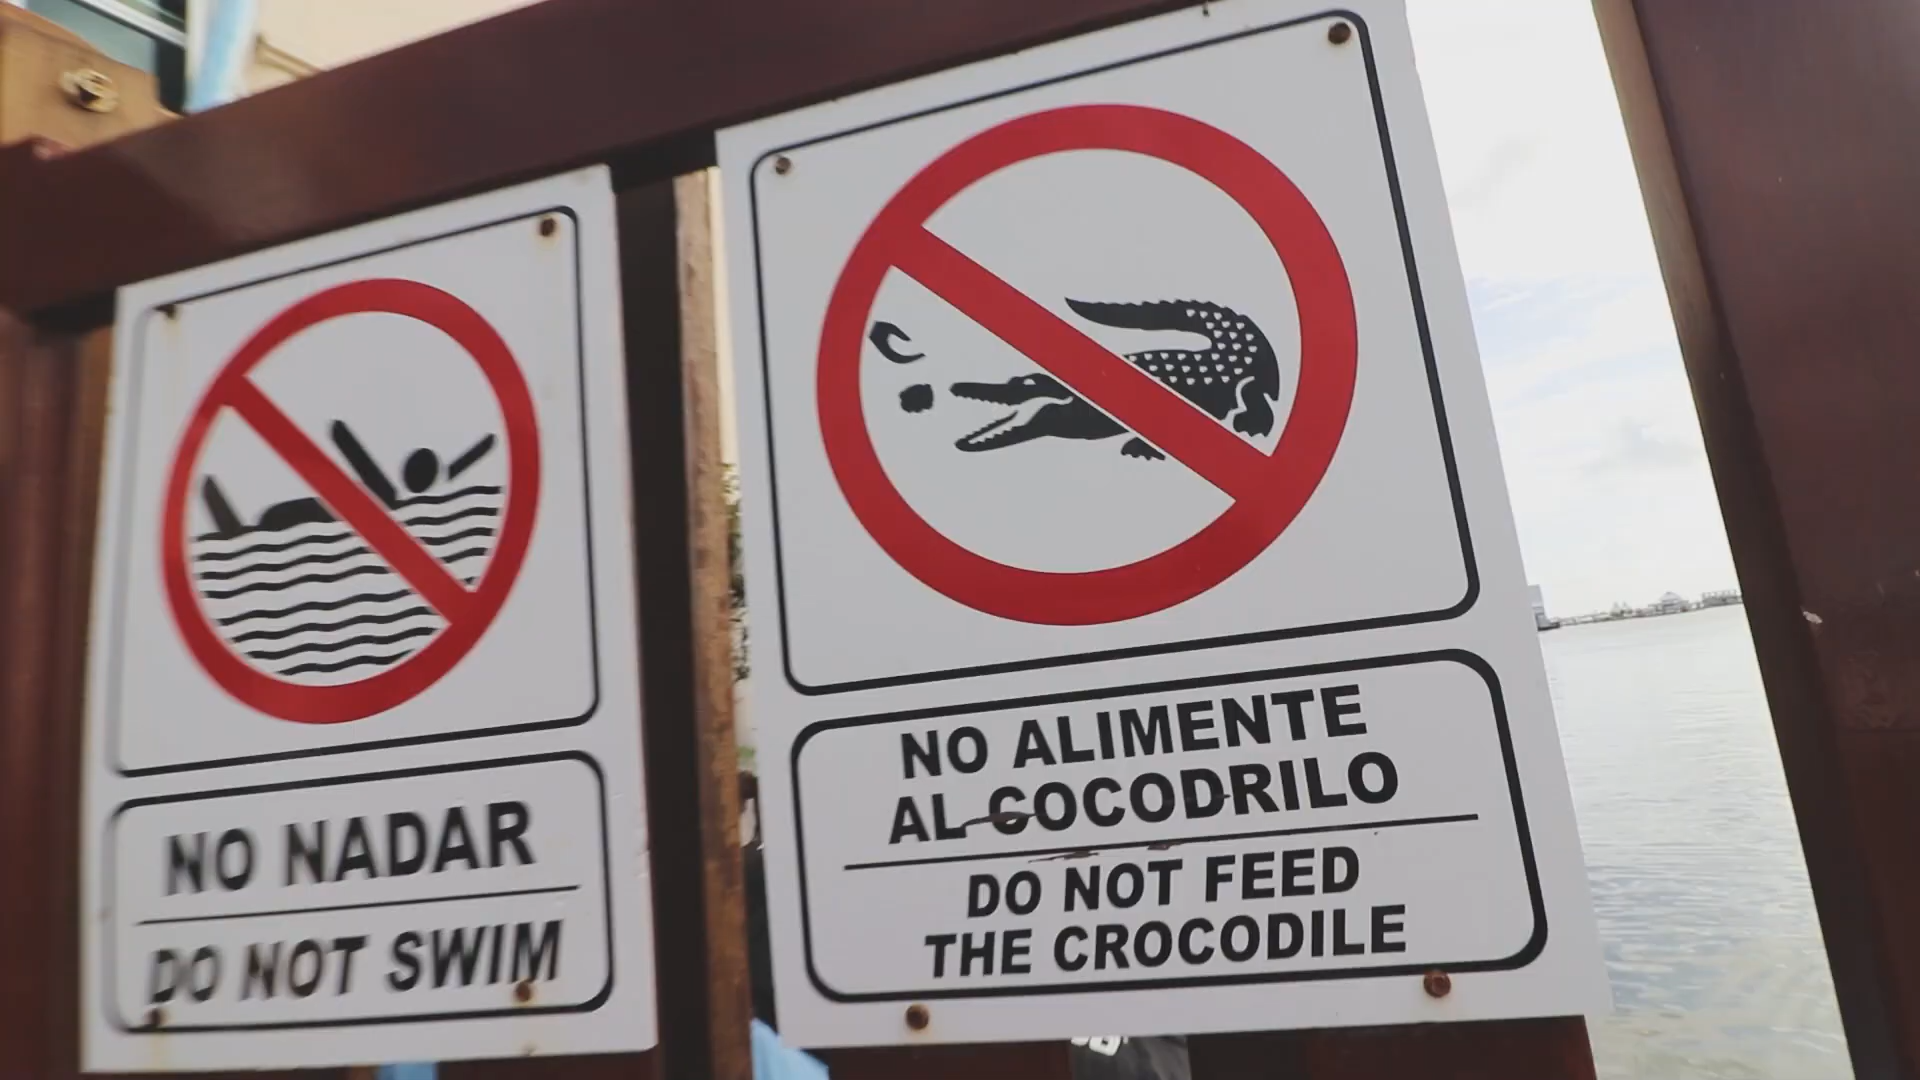 NO NADAR
DO NOT SWIM
NO ALIMENTE
AL COCODRILO
DO NOT FEED
THE CROCODILE